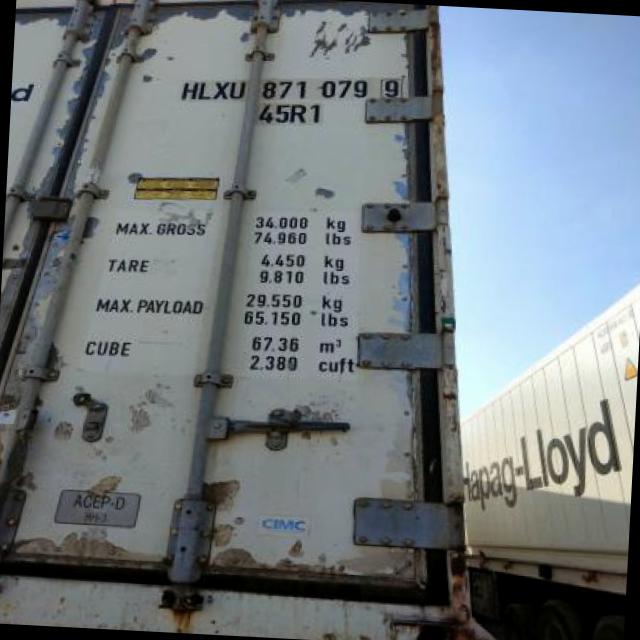 d
HLXU 871 079 9
45R1
MAX. GROSS 34.000 kg
74.960 lbs
TARE 4.450 kg
9.810 lbs
MAX. PAYLOAD 29.550 kg
65.150 lbs
CUBE 67.36 m³
2.380 cuft
ACEP-D
CIMC
Hapag-Lloyd